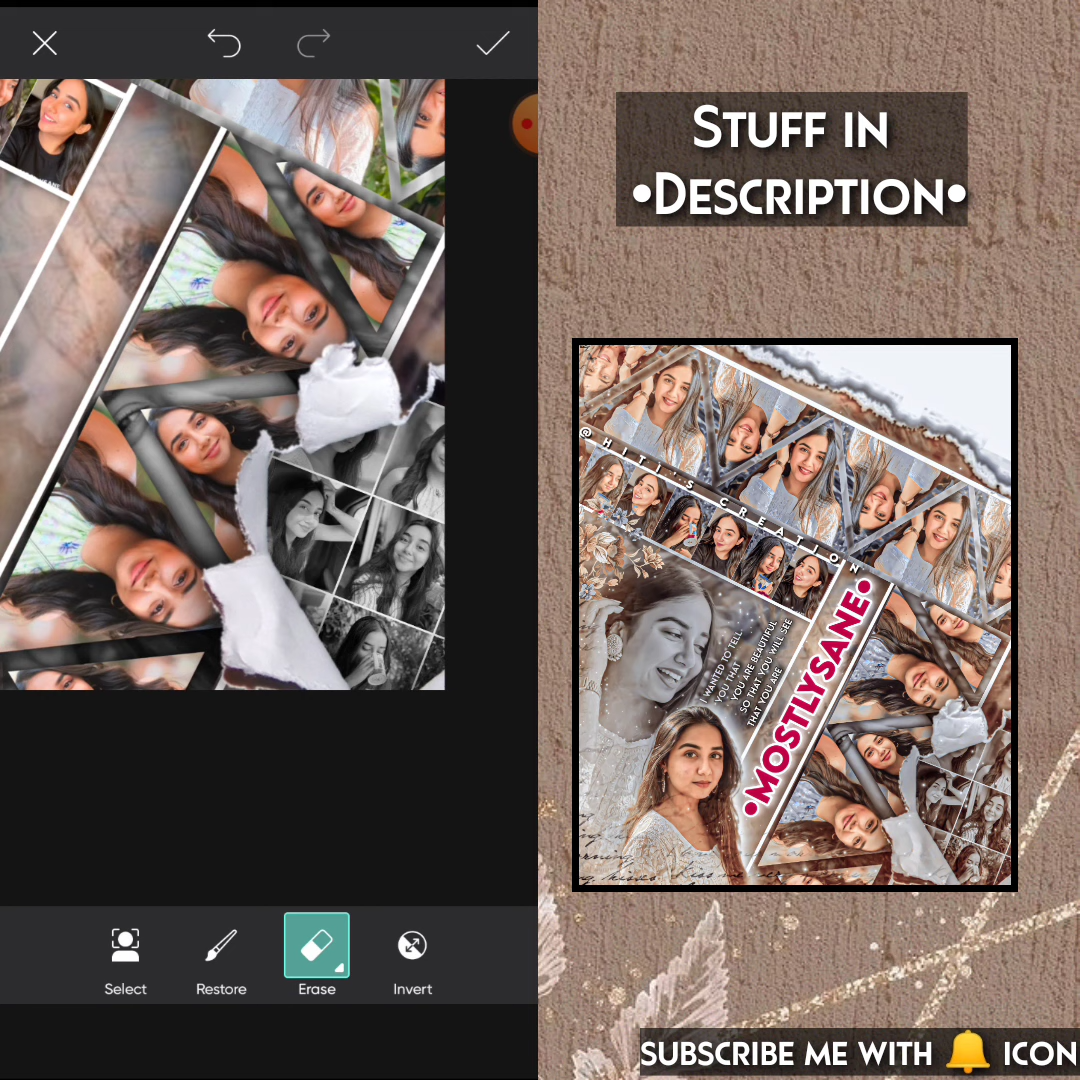 Select
Restore
Erase
Invert
STUFF IN
•DESCRIPTION•
@HITI'S CREATION
I WANTED TO TELL
YOU THAT
YOU ARE BEAUTIFUL
SO THAT YOU WILL SEE
THAT YOU ARE
•MOSTLYSANE•
SUBSCRIBE ME WITH 🔔 ICON